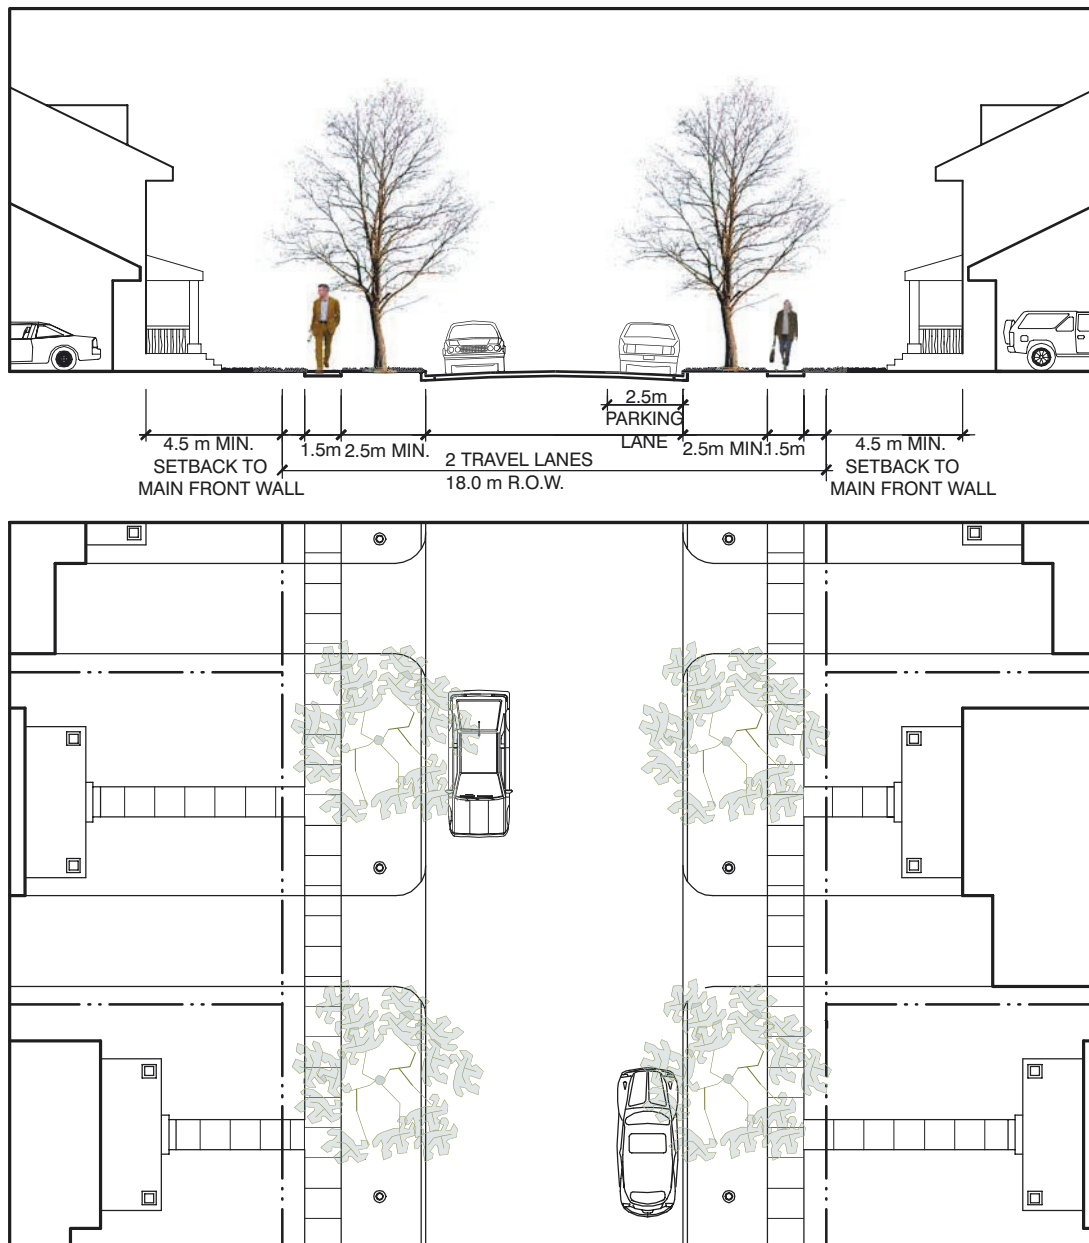 2.5m
PARKING
LANE
4.5 m MIN.
SETBACK TO
MAIN FRONT WALL
1.5m
2.5m MIN.
2 TRAVEL LANES
18.0 m R.O.W.
2.5m MIN.
1.5m
4.5 m MIN.
SETBACK TO
MAIN FRONT WALL